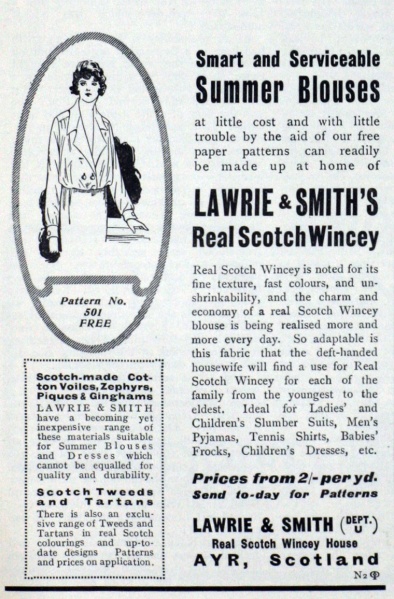 Smart and Serviceable
Summer Blouses
at little cost and with little
trouble by the aid of our free
paper patterns can readily
be made up at home of
LAWRIE & SMITH'S
Real Scotch Wincey
Real Scotch Wincey is noted for its
fine texture, fast colours, and un-
shrinkability, and the charm and
economy of a real Scotch Wincey
blouse is being realised more and
more every day. So adaptable is
this fabric that the deft-handed
housewife will find a use for Real
Scotch Wincey for each of the
family from the youngest to the
eldest. Ideal for Ladies' and
Children's Slumber Suits, Men's
Pyjamas, Tennis Shirts, Babies'
Frocks, Children's Dresses, etc.
Prices from 2/- per yd.
Send to-day for Patterns
LAWRIE & SMITH (DEPT. U)
Real Scotch Wincey House
AYR, Scotland
N2
Pattern No.
501
FREE
Scotch-made Cot-
ton Voiles, Zephyrs,
Piques & Ginghams
LAWRIE & SMITH
have a becoming yet
inexpensive range of
these materials suitable
for Summer Blouses
and Dresses which
cannot be equalled for
quality and durability.
Scotch Tweeds
and Tartans
There is also an exclu-
sive range of Tweeds and
Tartans in real Scotch
colourings and up-to-
date designs Patterns
and prices on application.